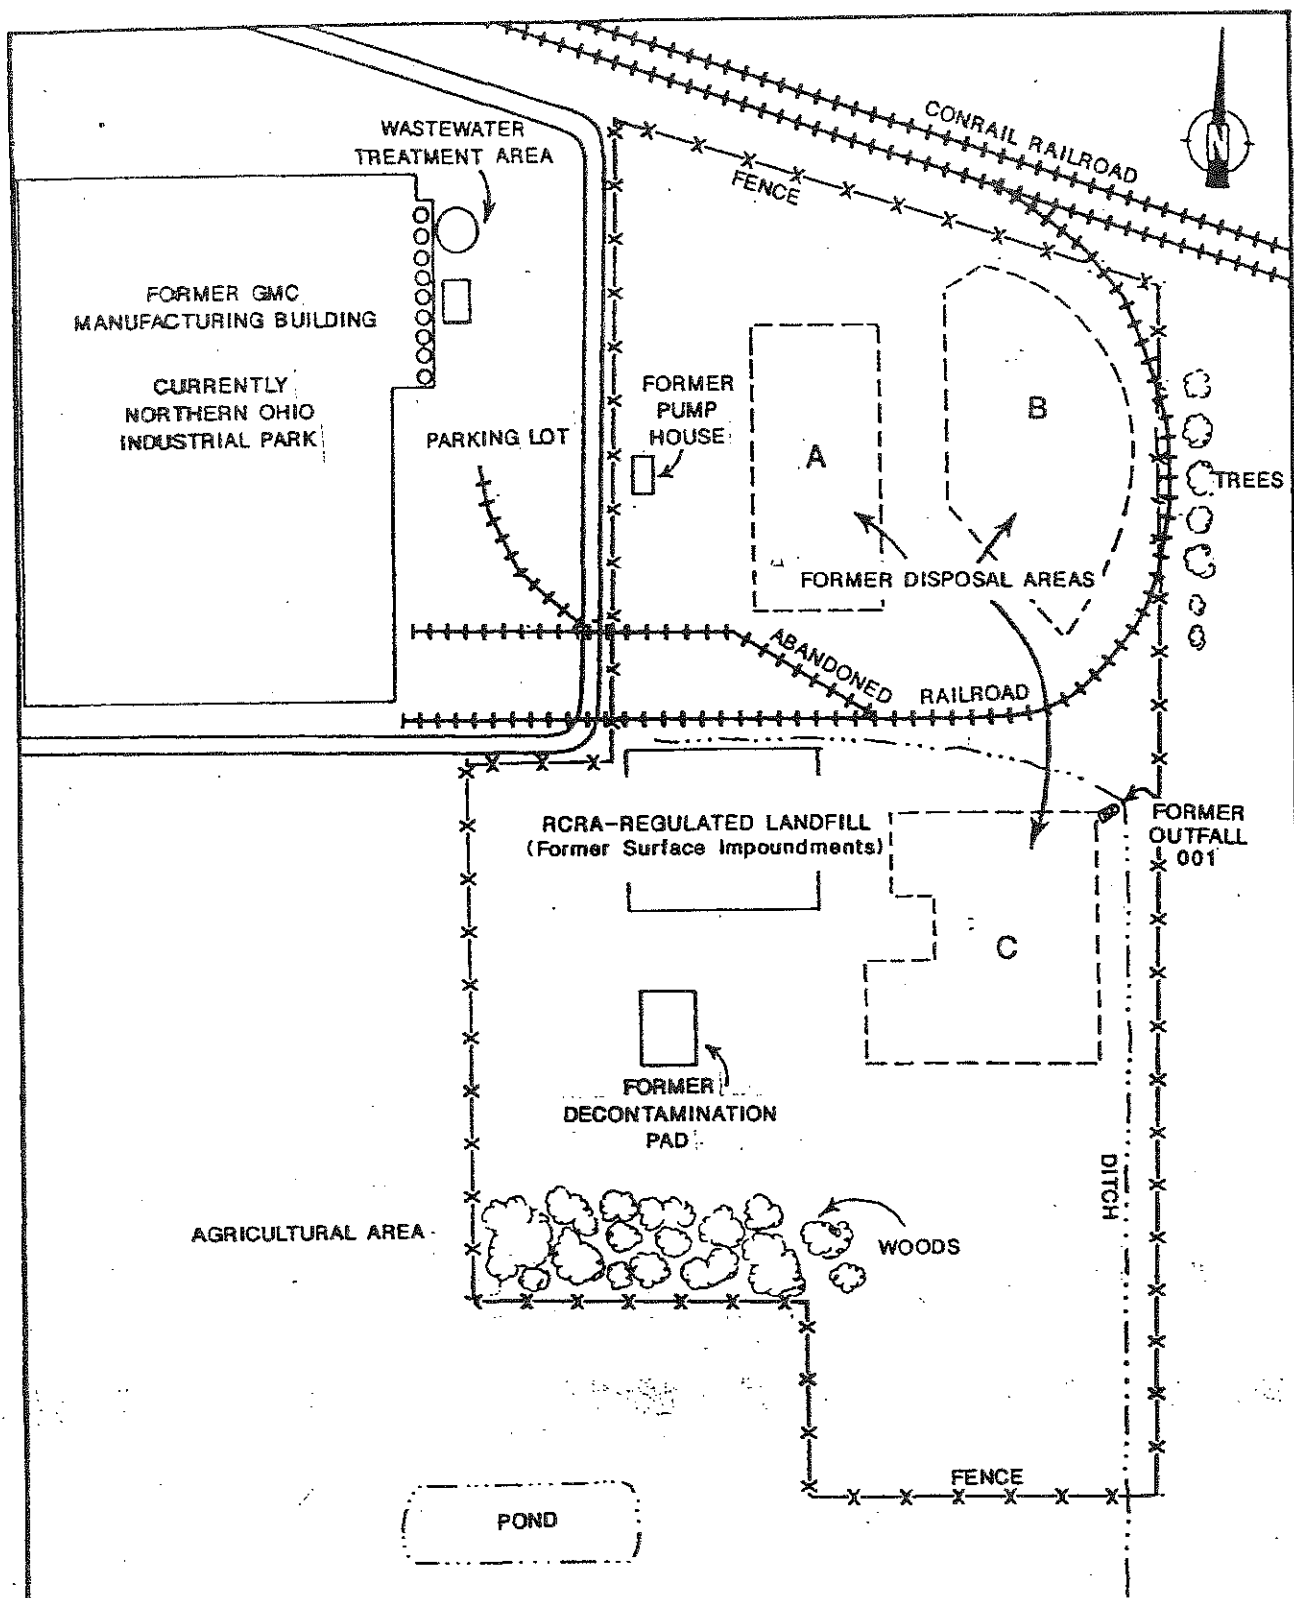 CONRAIL RAILROAD
WASTEWATER
TREATMENT AREA
FENCE
FORMER GMC
MANUFACTURING BUILDING
CURRENTLY
NORTHERN OHIO
INDUSTRIAL PARK
PARKING LOT
FORMER
PUMP
HOUSE
A
B
TREES
FORMER DISPOSAL AREAS
ABANDONED
RAILROAD
RCRA-REGULATED LANDFILL
(Former Surface Impoundments)
FORMER
OUTFALL
001
C
FORMER
DECONTAMINATION
PAD
DITCH
AGRICULTURAL AREA
WOODS
FENCE
POND